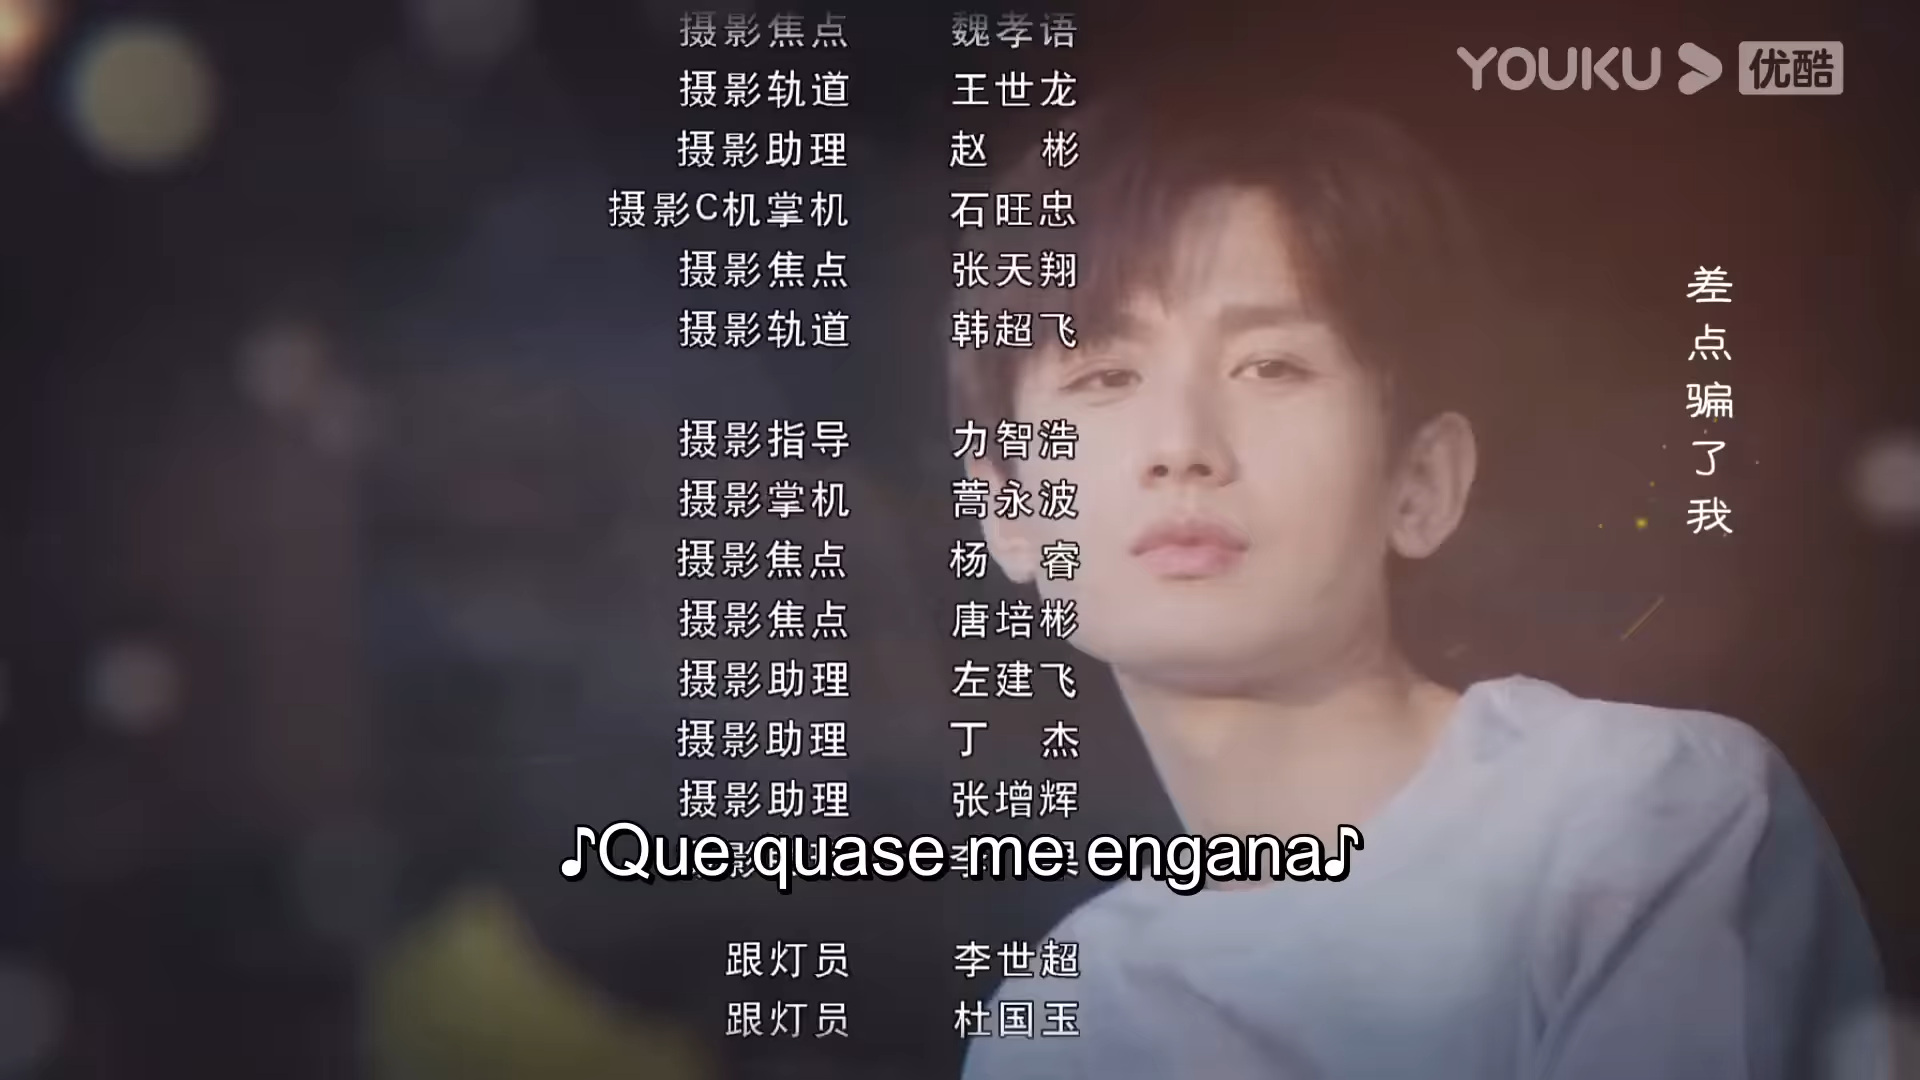 YOUKU 优酷
摄影焦点 魏孝语
摄影轨道 王世龙
摄影助理 赵 彬
摄影C机掌机 石旺忠
摄影焦点 张天翔
摄影轨道 韩超飞
摄影指导 力智浩
摄影掌机 蒿永波
摄影焦点 杨 睿
摄影焦点 唐培彬
摄影助理 左建飞
摄影助理 丁 杰
摄影助理 张增辉
♪Que quase me engana♪
跟灯员 李世超
跟灯员 杜国玉
差点骗了我